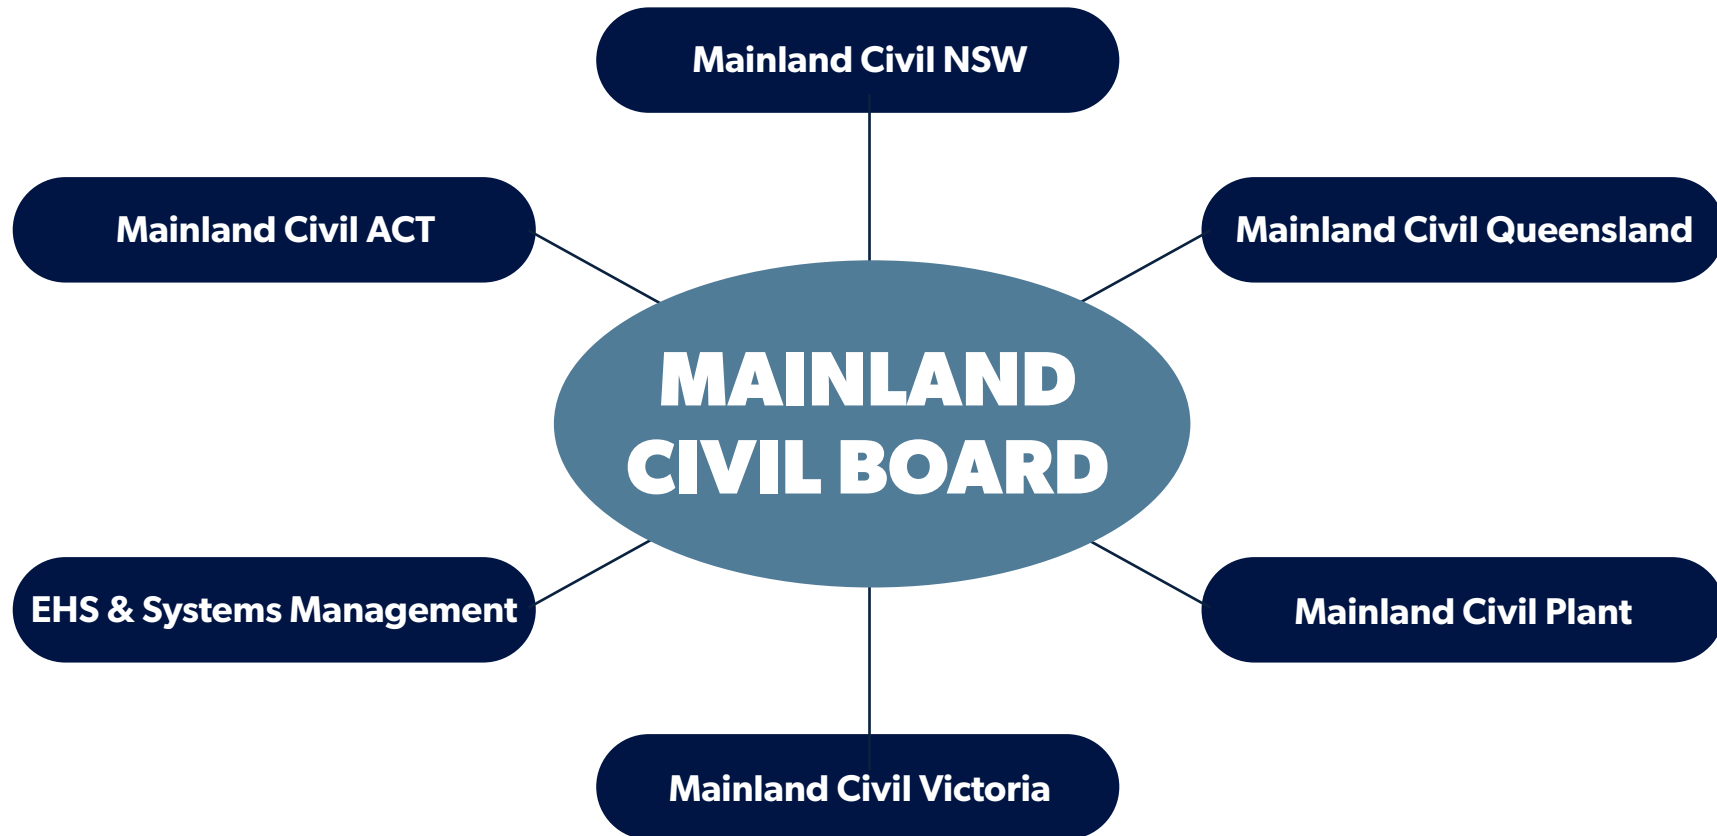 Mainland Civil NSW
Mainland Civil ACT
Mainland Civil Queensland
MAINLAND
CIVIL BOARD
EHS & Systems Management
Mainland Civil Plant
Mainland Civil Victoria